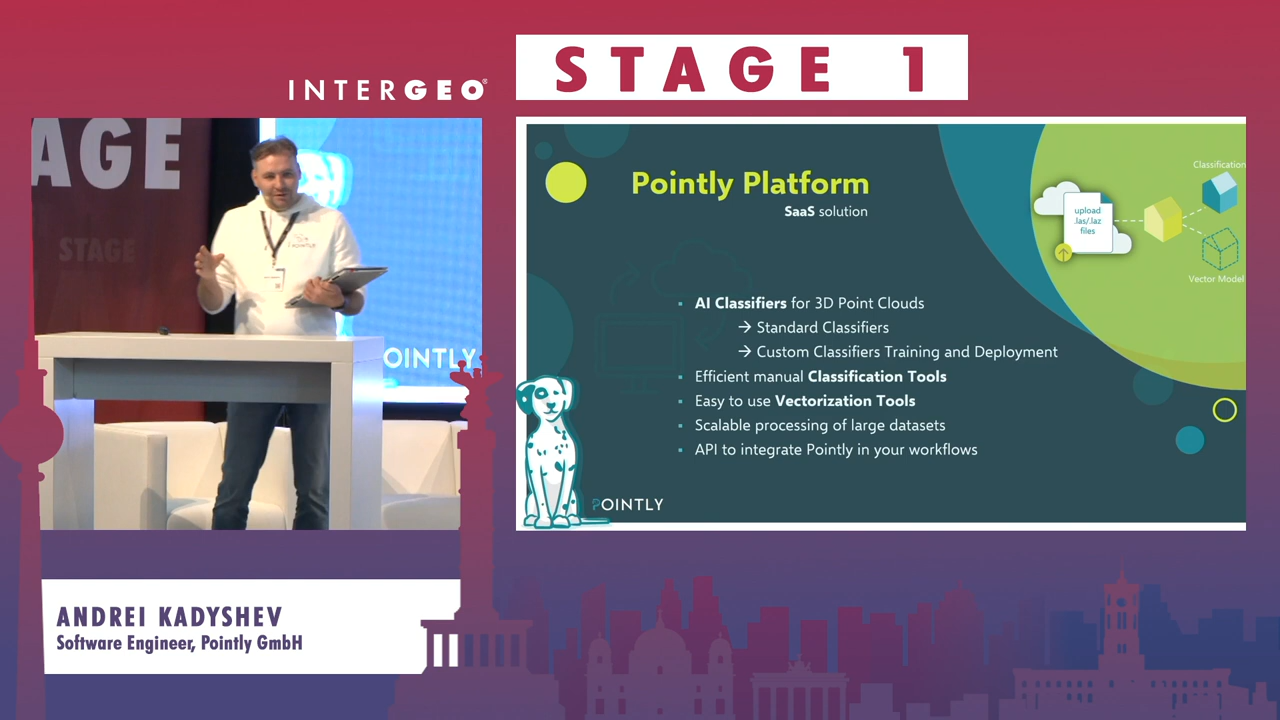 STAGE 1
INTERGEO®
AGE
STAGE
POINTLY
OINTLY
Pointly Platform
SaaS solution
Classification
upload
.las/.laz
files
Vector Model
▪ AI Classifiers for 3D Point Clouds
→ Standard Classifiers
→ Custom Classifiers Training and Deployment
▪ Efficient manual Classification Tools
▪ Easy to use Vectorization Tools
▪ Scalable processing of large datasets
▪ API to integrate Pointly in your workflows
POINTLY
ANDREI KADYSHEV
Software Engineer, Pointly GmbH